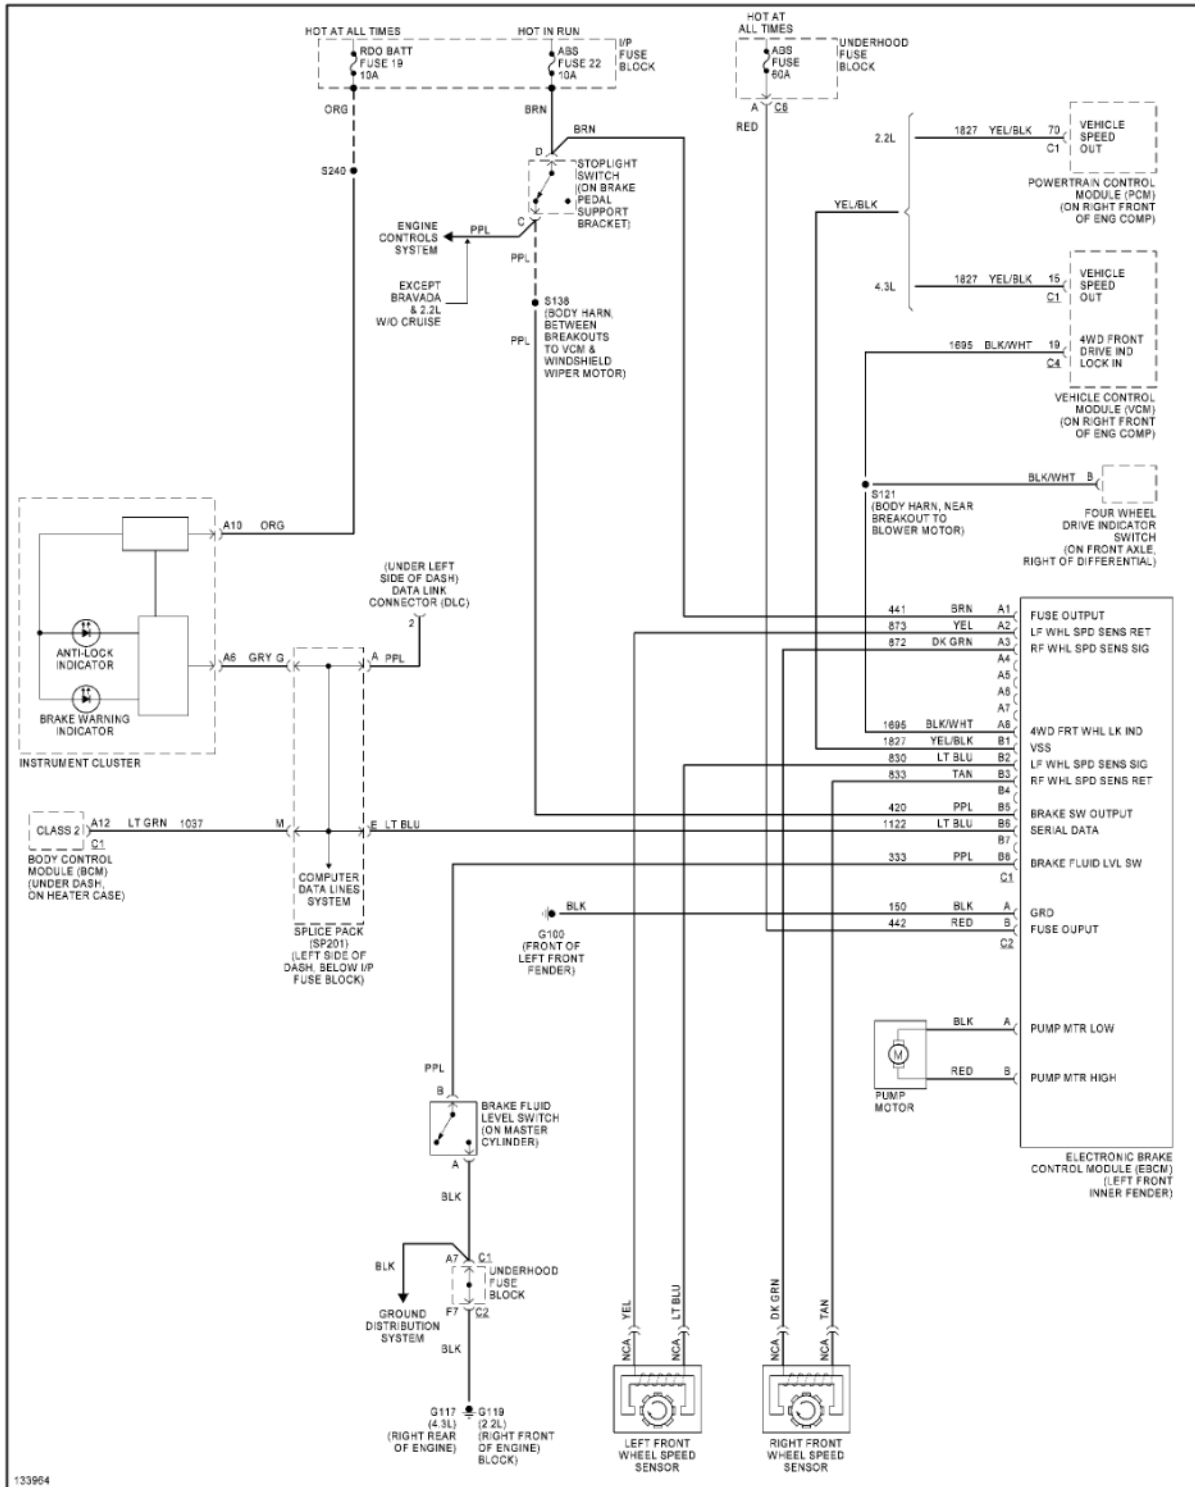 HOT AT ALL TIMES
HOT IN RUN
HOT AT
ALL TIMES
RDO BATT
FUSE 19
10A
ABS
FUSE 22
10A
I/P
FUSE
BLOCK
ABS
FUSE
60A
UNDERHOOD
FUSE
BLOCK
ORG
BRN
BRN
A
C6
RED
S240
D
STOPLIGHT
SWITCH
(ON BRAKE
PEDAL
SUPPORT
BRACKET)
C
ENGINE
CONTROLS
SYSTEM
PPL
PPL
EXCEPT
BRAVADA
& 2.2L
W/O CRUISE
S138
(BODY HARN,
BETWEEN
BREAKOUTS
TO VCM &
WINDSHIELD
WIPER MOTOR)
PPL
2.2L
1827 YEL/BLK 70
C1
VEHICLE
SPEED
OUT
POWERTRAIN CONTROL
MODULE (PCM)
(ON RIGHT FRONT
OF ENG COMP)
YEL/BLK
4.3L
1827 YEL/BLK 15
C1
VEHICLE
SPEED
OUT
1695 BLK/WHT 19
C4
4WD FRONT
DRIVE IND
LOCK IN
VEHICLE CONTROL
MODULE (VCM)
(ON RIGHT FRONT
OF ENG COMP)
BLK/WHT B
S121
(BODY HARN, NEAR
BREAKOUT TO
BLOWER MOTOR)
FOUR WHEEL
DRIVE INDICATOR
SWITCH
(ON FRONT AXLE,
RIGHT OF DIFFERENTIAL)
A10 ORG
ANTI-LOCK
INDICATOR
BRAKE WARNING
INDICATOR
INSTRUMENT CLUSTER
A6 GRY G
(UNDER LEFT
SIDE OF DASH)
DATA LINK
CONNECTOR (DLC)
2
A PPL
441 BRN A1 FUSE OUTPUT
873 YEL A2 LF WHL SPD SENS RET
872 DK GRN A3 RF WHL SPD SENS SIG
A4
A5
A6
A7
1695 BLK/WHT A8 4WD FRT WHL LK IND
1827 YEL/BLK B1 VSS
830 LT BLU B2 LF WHL SPD SENS SIG
833 TAN B3 RF WHL SPD SENS RET
B4
420 PPL B5 BRAKE SW OUTPUT
1122 LT BLU B6 SERIAL DATA
B7
333 PPL B8 BRAKE FLUID LVL SW
C1
150 BLK A GRD
442 RED B FUSE OUPUT
C2
CLASS 2
A12 LT GRN 1037 M
C1
E LT BLU
BODY CONTROL
MODULE (BCM)
(UNDER DASH,
ON HEATER CASE)
COMPUTER
DATA LINES
SYSTEM
SPLICE PACK
(SP201)
(LEFT SIDE OF
DASH, BELOW I/P
FUSE BLOCK)
BLK
G100
(FRONT OF
LEFT FRONT
FENDER)
BLK A PUMP MTR LOW
M
RED B PUMP MTR HIGH
PUMP
MOTOR
ELECTRONIC BRAKE
CONTROL MODULE (EBCM)
(LEFT FRONT
INNER FENDER)
PPL
B
BRAKE FLUID
LEVEL SWITCH
(ON MASTER
CYLINDER)
A
BLK
A7 C1
BLK
UNDERHOOD
FUSE
BLOCK
F7 C2
GROUND
DISTRIBUTION
SYSTEM
BLK
G117
(4.3L)
(RIGHT REAR
OF ENGINE)
G119
(2.2L)
(RIGHT FRONT
OF ENGINE)
BLOCK)
YEL
LT BLU
DK GRN
TAN
NCA
NCA
NCA
NCA
LEFT FRONT
WHEEL SPEED
SENSOR
RIGHT FRONT
WHEEL SPEED
SENSOR
133964